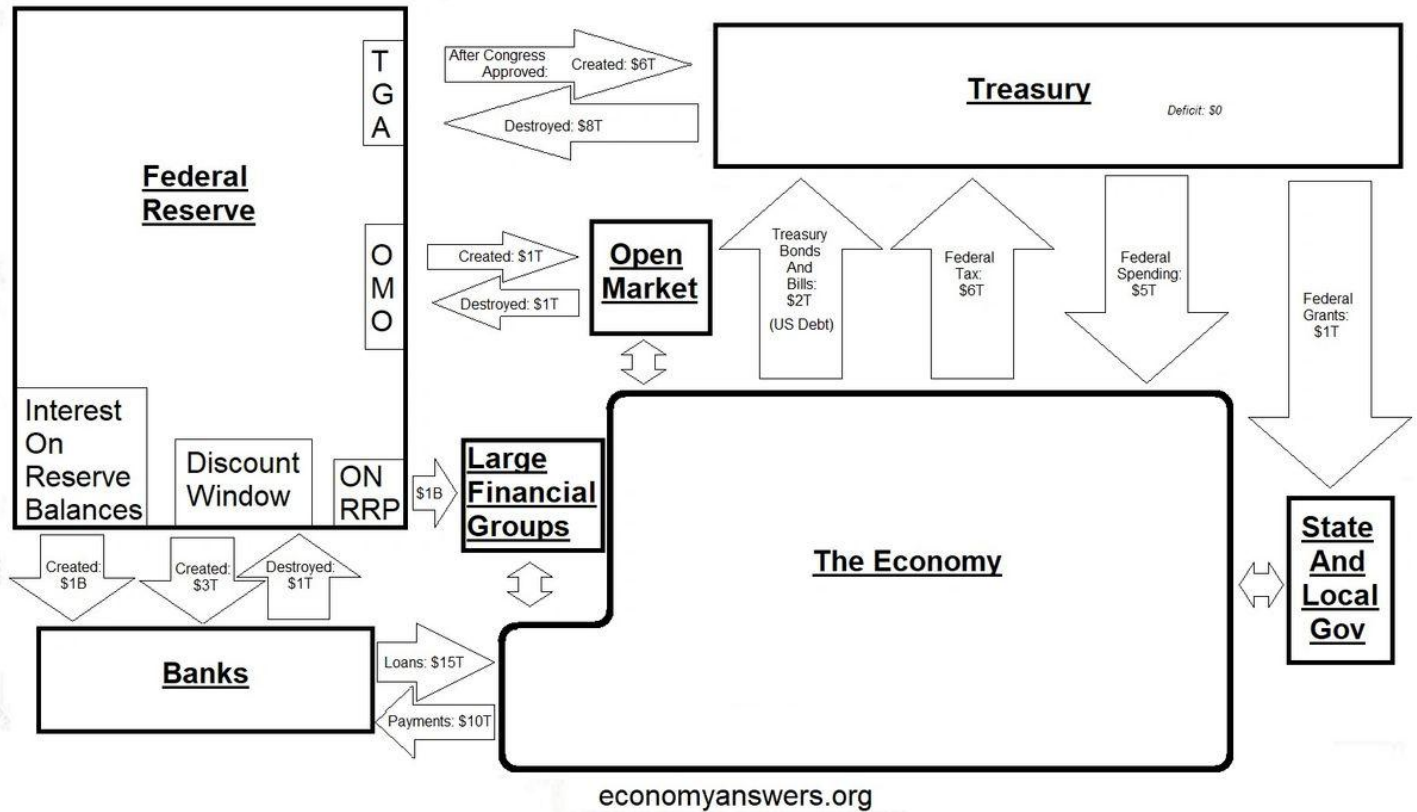 T
G
A
After Congress
Approved:
Created: $6T
Destroyed: $8T
Treasury
Deficit: $0
Federal
Reserve
O
M
O
Created: $1T
Destroyed: $1T
Open
Market
Treasury
Bonds
And
Bills:
$2T
(US Debt)
Federal
Tax:
$6T
Federal
Spending:
$5T
Federal
Grants:
$1T
Interest
On
Reserve
Balances
Discount
Window
ON
RRP
$1B
Large
Financial
Groups
The Economy
State
And
Local
Gov
Created:
$1B
Created:
$3T
Destroyed:
$1T
Banks
Loans: $15T
Payments: $10T
economyanswers.org